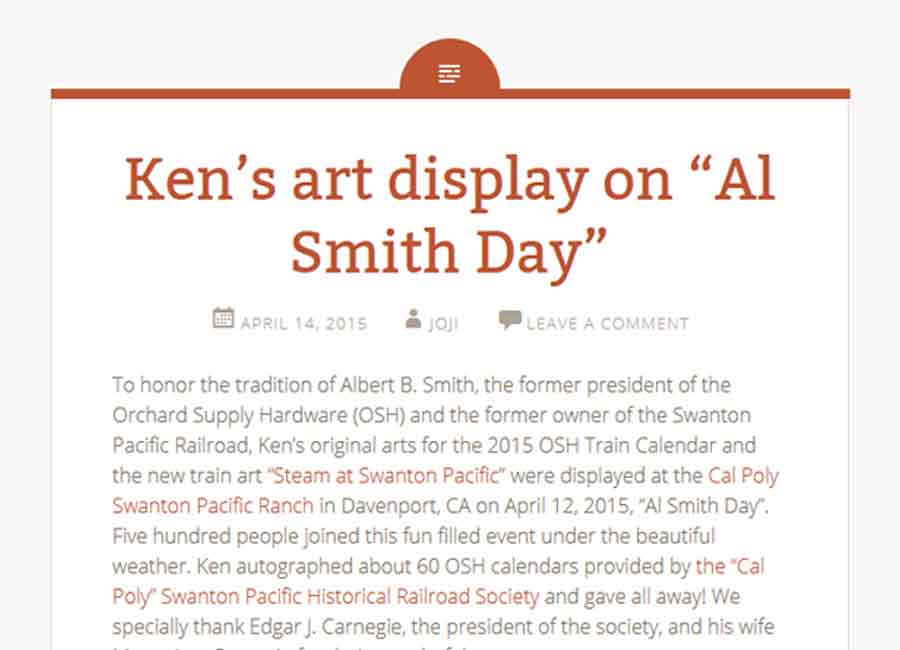 Ken’s art display on “Al
Smith Day”
APRIL 14, 2015 JOJI LEAVE A COMMENT
To honor the tradition of Albert B. Smith, the former president of the
Orchard Supply Hardware (OSH) and the former owner of the Swanton
Pacific Railroad, Ken’s original arts for the 2015 OSH Train Calendar and
the new train art “Steam at Swanton Pacific” were displayed at the Cal Poly
Swanton Pacific Ranch in Davenport, CA on April 12, 2015, “Al Smith Day”.
Five hundred people joined this fun filled event under the beautiful
weather. Ken autographed about 60 OSH calendars provided by the “Cal
Poly” Swanton Pacific Historical Railroad Society and gave all away! We
specially thank Edgar J. Carnegie, the president of the society, and his wife